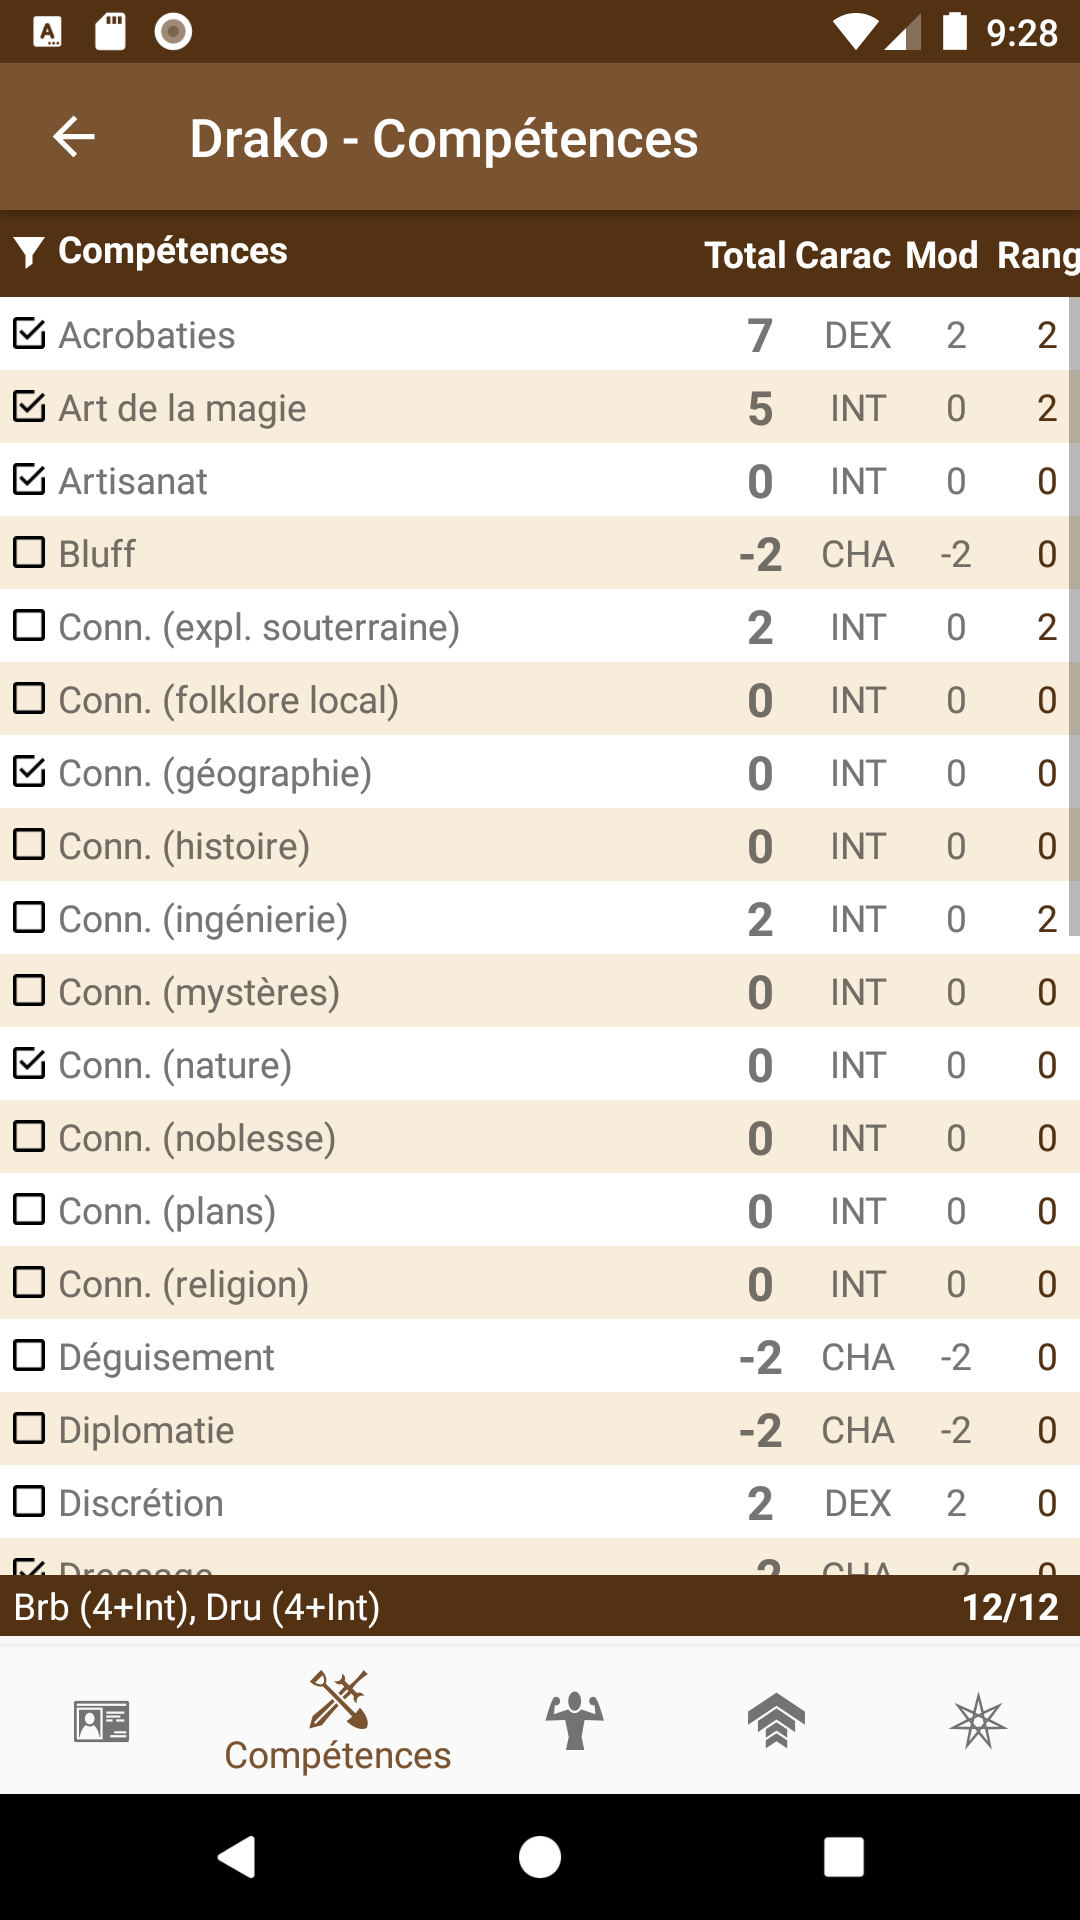 9:28
Drako - Compétences
Compétences Total Carac Mod Rang
Acrobaties 7 DEX 2 2
Art de la magie 5 INT 0 2
Artisanat 0 INT 0 0
Bluff -2 CHA -2 0
Conn. (expl. souterraine) 2 INT 0 2
Conn. (folklore local) 0 INT 0 0
Conn. (géographie) 0 INT 0 0
Conn. (histoire) 0 INT 0 0
Conn. (ingénierie) 2 INT 0 2
Conn. (mystères) 0 INT 0 0
Conn. (nature) 0 INT 0 0
Conn. (noblesse) 0 INT 0 0
Conn. (plans) 0 INT 0 0
Conn. (religion) 0 INT 0 0
Déguisement -2 CHA -2 0
Diplomatie -2 CHA -2 0
Discrétion 2 DEX 2 0
Dressage -2 CHA -2 0
Brb (4+Int), Dru (4+Int) 12/12
Compétences